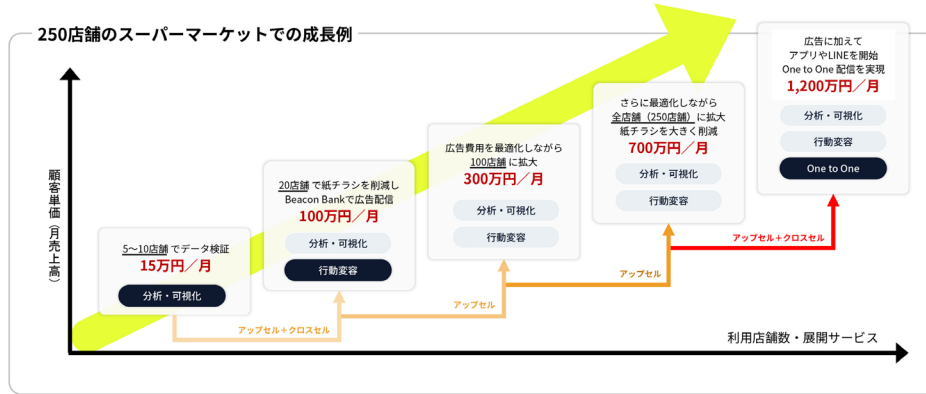 250店舗のスーパーマーケットでの成長例
顧客単価（月売上高）
5〜10店舗 でデータ検証
15万円／月
分析・可視化
アップセル＋クロスセル
20店舗 で紙チラシを削減し
Beacon Bankで広告配信
100万円／月
分析・可視化
行動変容
アップセル
広告費用を最適化しながら
100店舗 に拡大
300万円／月
分析・可視化
行動変容
アップセル
さらに最適化しながら
全店舗（250店舗）に拡大
紙チラシを大きく削減
700万円／月
分析・可視化
行動変容
アップセル＋クロスセル
広告に加えて
アプリやLINEを開始
One to One 配信を実現
1,200万円／月
分析・可視化
行動変容
One to One
利用店舗数・展開サービス